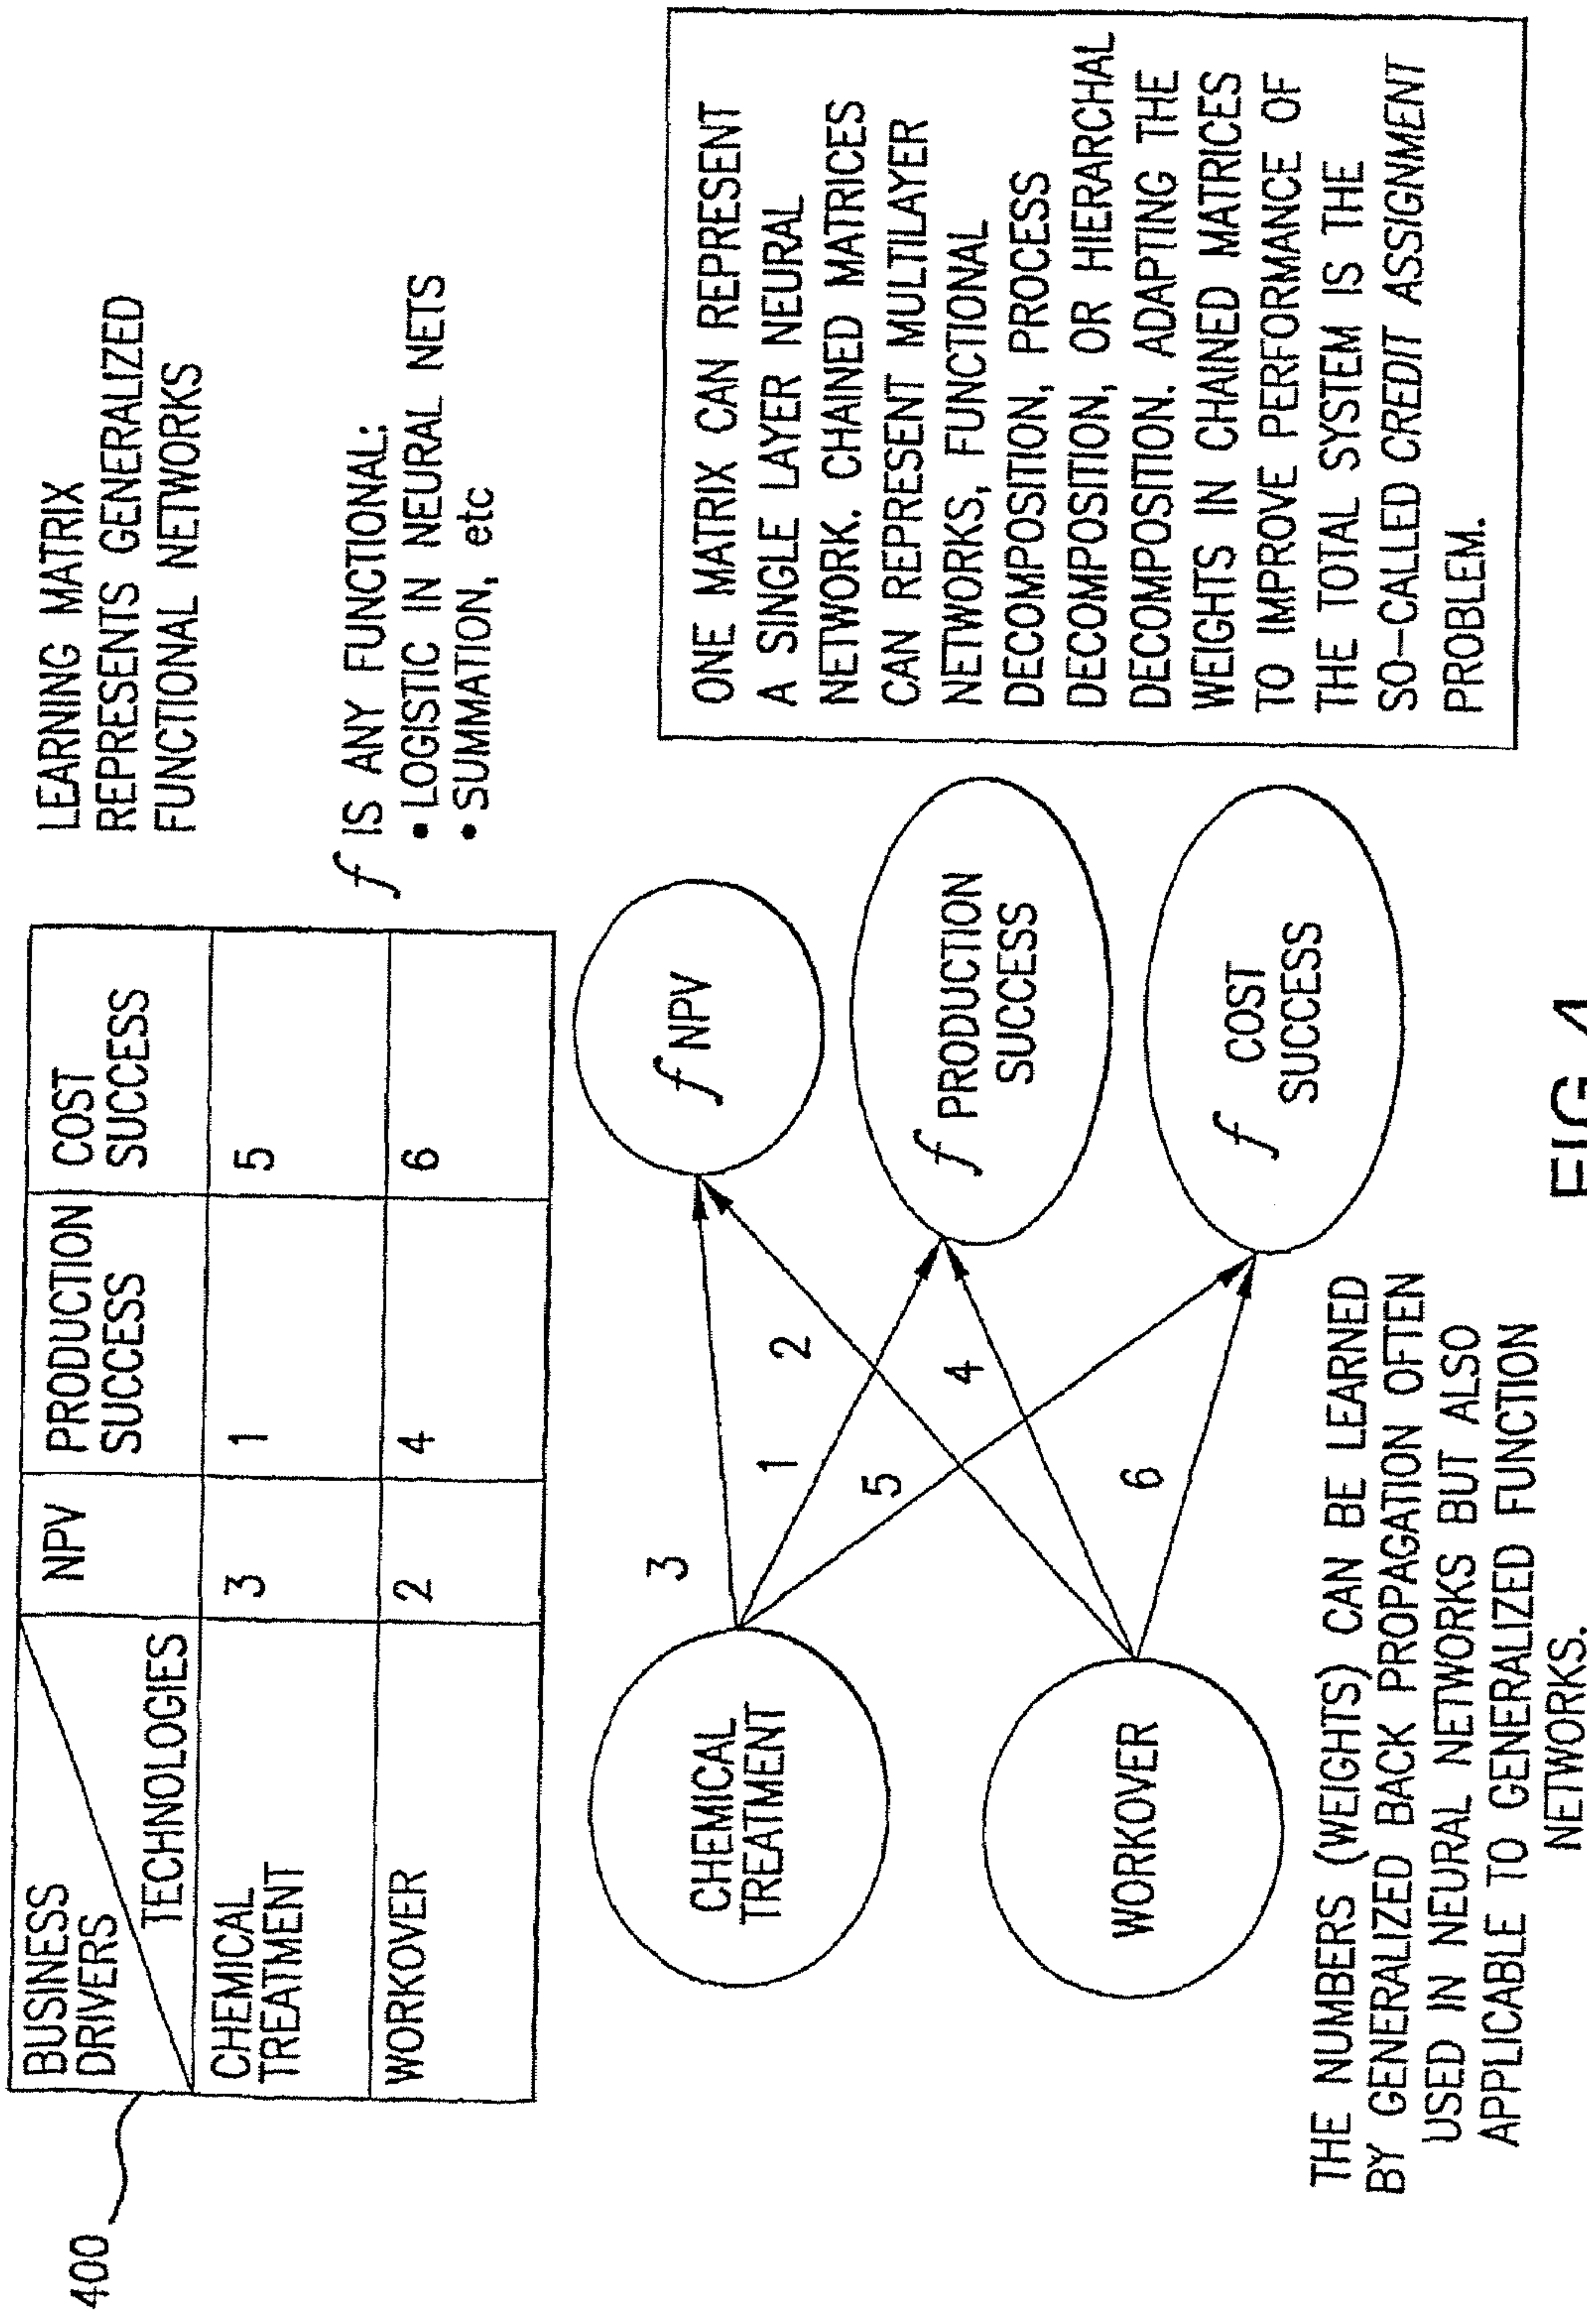 400
BUSINESS
DRIVERS
TECHNOLOGIES
NPV
PRODUCTION
SUCCESS
COST
SUCCESS
CHEMICAL
TREATMENT
3
1
5
WORKOVER
2
4
6
LEARNING MATRIX
REPRESENTS GENERALIZED
FUNCTIONAL NETWORKS
f IS ANY FUNCTIONAL:
• LOGISTIC IN NEURAL NETS
• SUMMATION, etc
CHEMICAL
TREATMENT
WORKOVER
3
1
2
5
4
6
f NPV
f PRODUCTION
SUCCESS
f COST
SUCCESS
ONE MATRIX CAN REPRESENT
A SINGLE LAYER NEURAL
NETWORK. CHAINED MATRICES
CAN REPRESENT MULTILAYER
NETWORKS, FUNCTIONAL
DECOMPOSITION, PROCESS
DECOMPOSITION, OR HIERARCHAL
DECOMPOSITION. ADAPTING THE
WEIGHTS IN CHAINED MATRICES
TO IMPROVE PERFORMANCE OF
THE TOTAL SYSTEM IS THE
SO-CALLED CREDIT ASSIGNMENT
PROBLEM.
THE NUMBERS (WEIGHTS) CAN BE LEARNED
BY GENERALIZED BACK PROPAGATION OFTEN
USED IN NEURAL NETWORKS BUT ALSO
APPLICABLE TO GENERALIZED FUNCTION
NETWORKS.
FIG.4